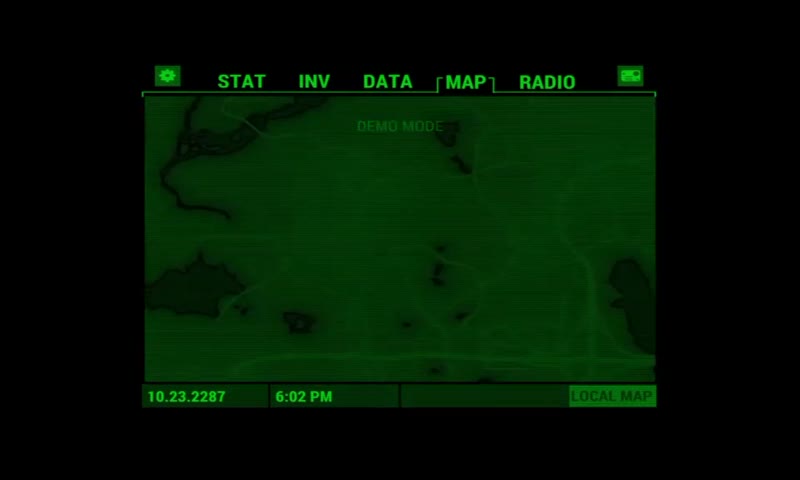 STAT INV DATA MAP RADIO
DEMO MODE
10.23.2287 6:02 PM LOCAL MAP